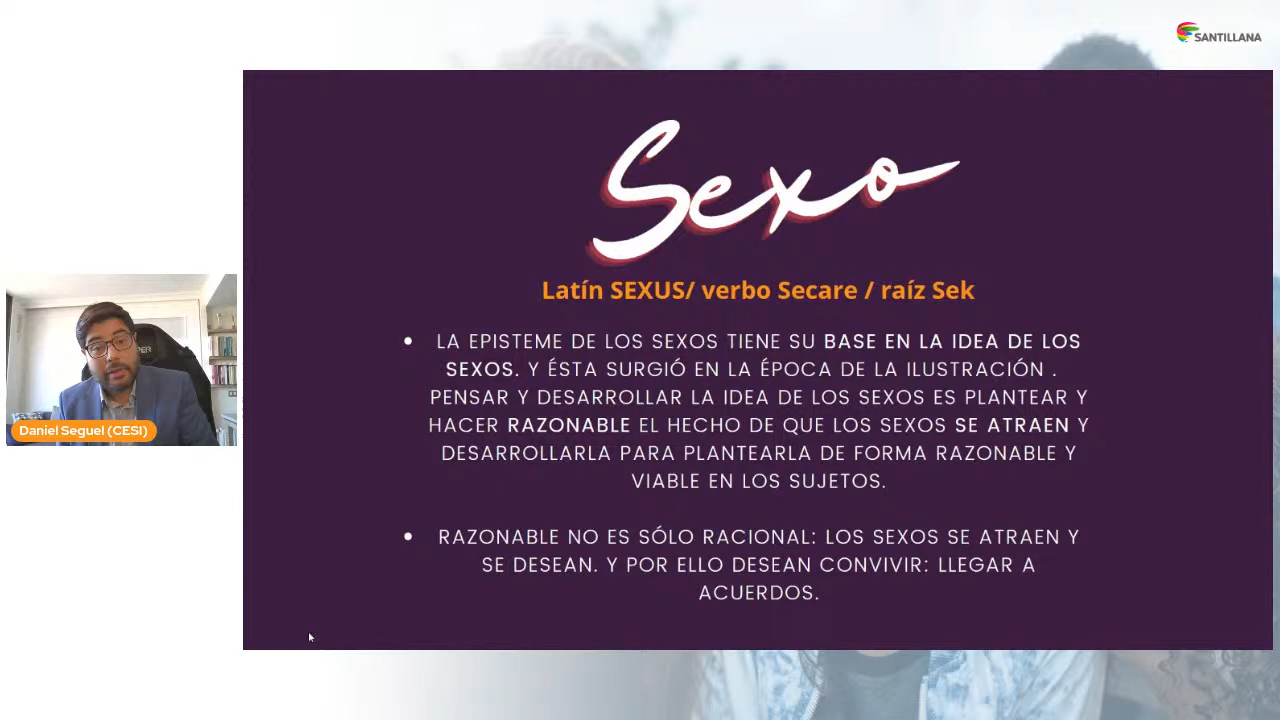 SANTILLANA
Sexo
Latín SEXUS/ verbo Secare / raíz Sek
• LA EPISTEME DE LOS SEXOS TIENE SU BASE EN LA IDEA DE LOS
SEXOS. Y ÉSTA SURGIÓ EN LA ÉPOCA DE LA ILUSTRACIÓN .
PENSAR Y DESARROLLAR LA IDEA DE LOS SEXOS ES PLANTEAR Y
HACER RAZONABLE EL HECHO DE QUE LOS SEXOS SE ATRAEN Y
DESARROLLARLA PARA PLANTEARLA DE FORMA RAZONABLE Y
VIABLE EN LOS SUJETOS.
• RAZONABLE NO ES SÓLO RACIONAL: LOS SEXOS SE ATRAEN Y
SE DESEAN. Y POR ELLO DESEAN CONVIVIR: LLEGAR A
ACUERDOS.
Daniel Seguel (CESI)